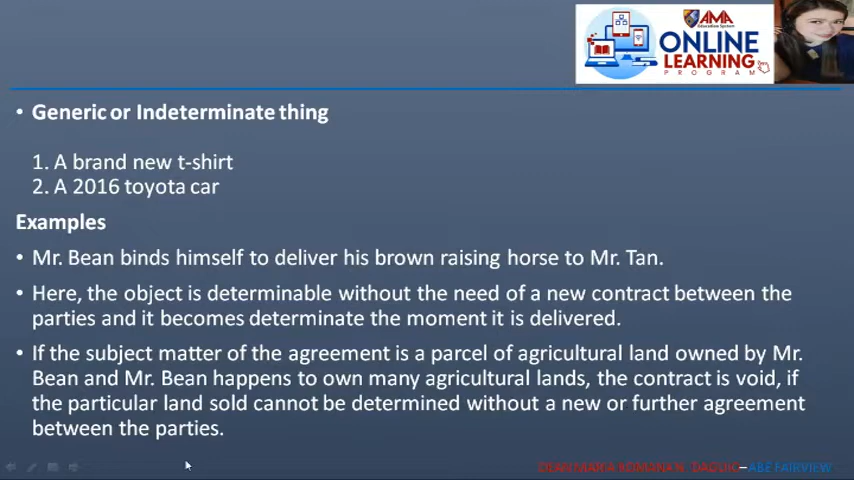 AMA
Education System
ONLINE
LEARNING
PROGRAM
• Generic or Indeterminate thing
1. A brand new t-shirt
2. A 2016 toyota car
Examples
• Mr. Bean binds himself to deliver his brown raising horse to Mr. Tan.
• Here, the object is determinable without the need of a new contract between the
parties and it becomes determinate the moment it is delivered.
• If the subject matter of the agreement is a parcel of agricultural land owned by Mr.
Bean and Mr. Bean happens to own many agricultural lands, the contract is void, if
the particular land sold cannot be determined without a new or further agreement
between the parties.
–ABE FAIRVIEW